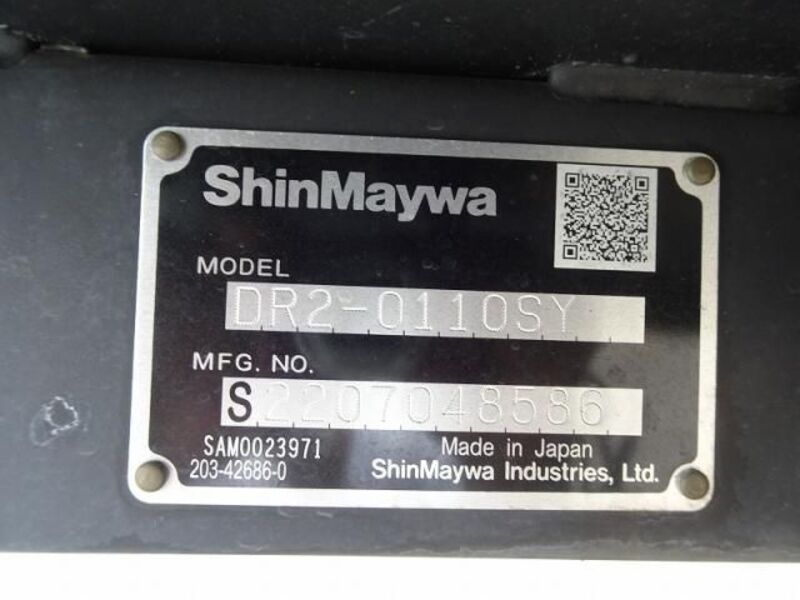 ShinMaywa
MODEL
DR2-0110SY
MFG. NO.
S2207048586
SAM0023971
Made in Japan
203-42686-0
ShinMaywa Industries, Ltd.